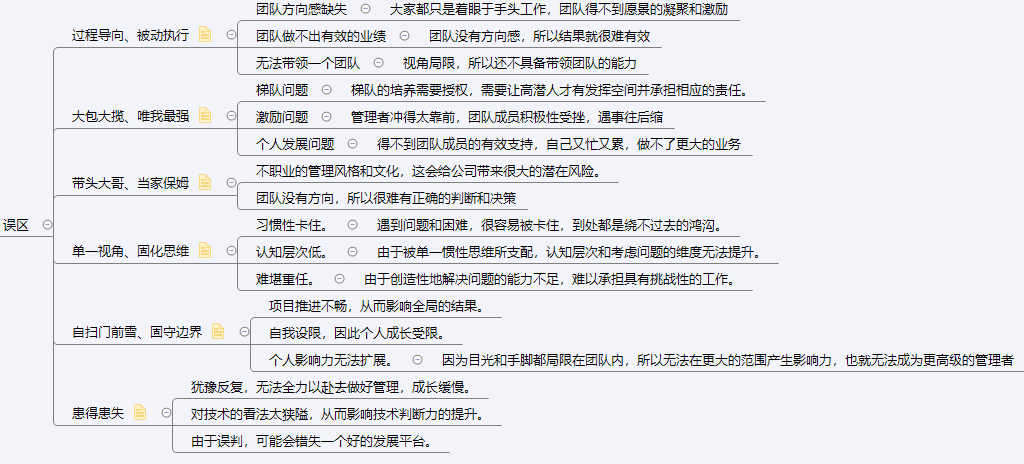 误区
过程导向、被动执行
团队方向感缺失
大家都只是着眼于手头工作，团队得不到愿景的凝聚和激励
团队做不出有效的业绩
团队没有方向感，所以结果就很难有效
无法带领一个团队
视角局限，所以还不具备带领团队的能力
大包大揽、唯我最强
梯队问题
梯队的培养需要授权，需要让高潜人才有发挥空间并承担相应的责任。
激励问题
管理者冲得太靠前，团队成员积极性受挫，遇事往后缩
个人发展问题
得不到团队成员的有效支持，自己又忙又累，做不了更大的业务
带头大哥、当家保姆
不职业的管理风格和文化，这会给公司带来很大的潜在风险。
团队没有方向，所以很难有正确的判断和决策
单一视角、固化思维
习惯性卡住。
遇到问题和困难，很容易被卡住，到处都是绕不过去的鸿沟。
认知层次低。
由于被单一惯性思维所支配，认知层次和考虑问题的维度无法提升。
难堪重任。
由于创造性地解决问题的能力不足，难以承担具有挑战性的工作。
自扫门前雪、固守边界
项目推进不畅，从而影响全局的结果。
自我设限，因此个人成长受限。
个人影响力无法扩展。
因为目光和手脚都局限在团队内，所以无法在更大的范围产生影响力，也就无法成为更高级的管理者
患得患失
犹豫反复，无法全力以赴去做好管理，成长缓慢。
对技术的看法太狭隘，从而影响技术判断力的提升。
由于误判，可能会错失一个好的发展平台。